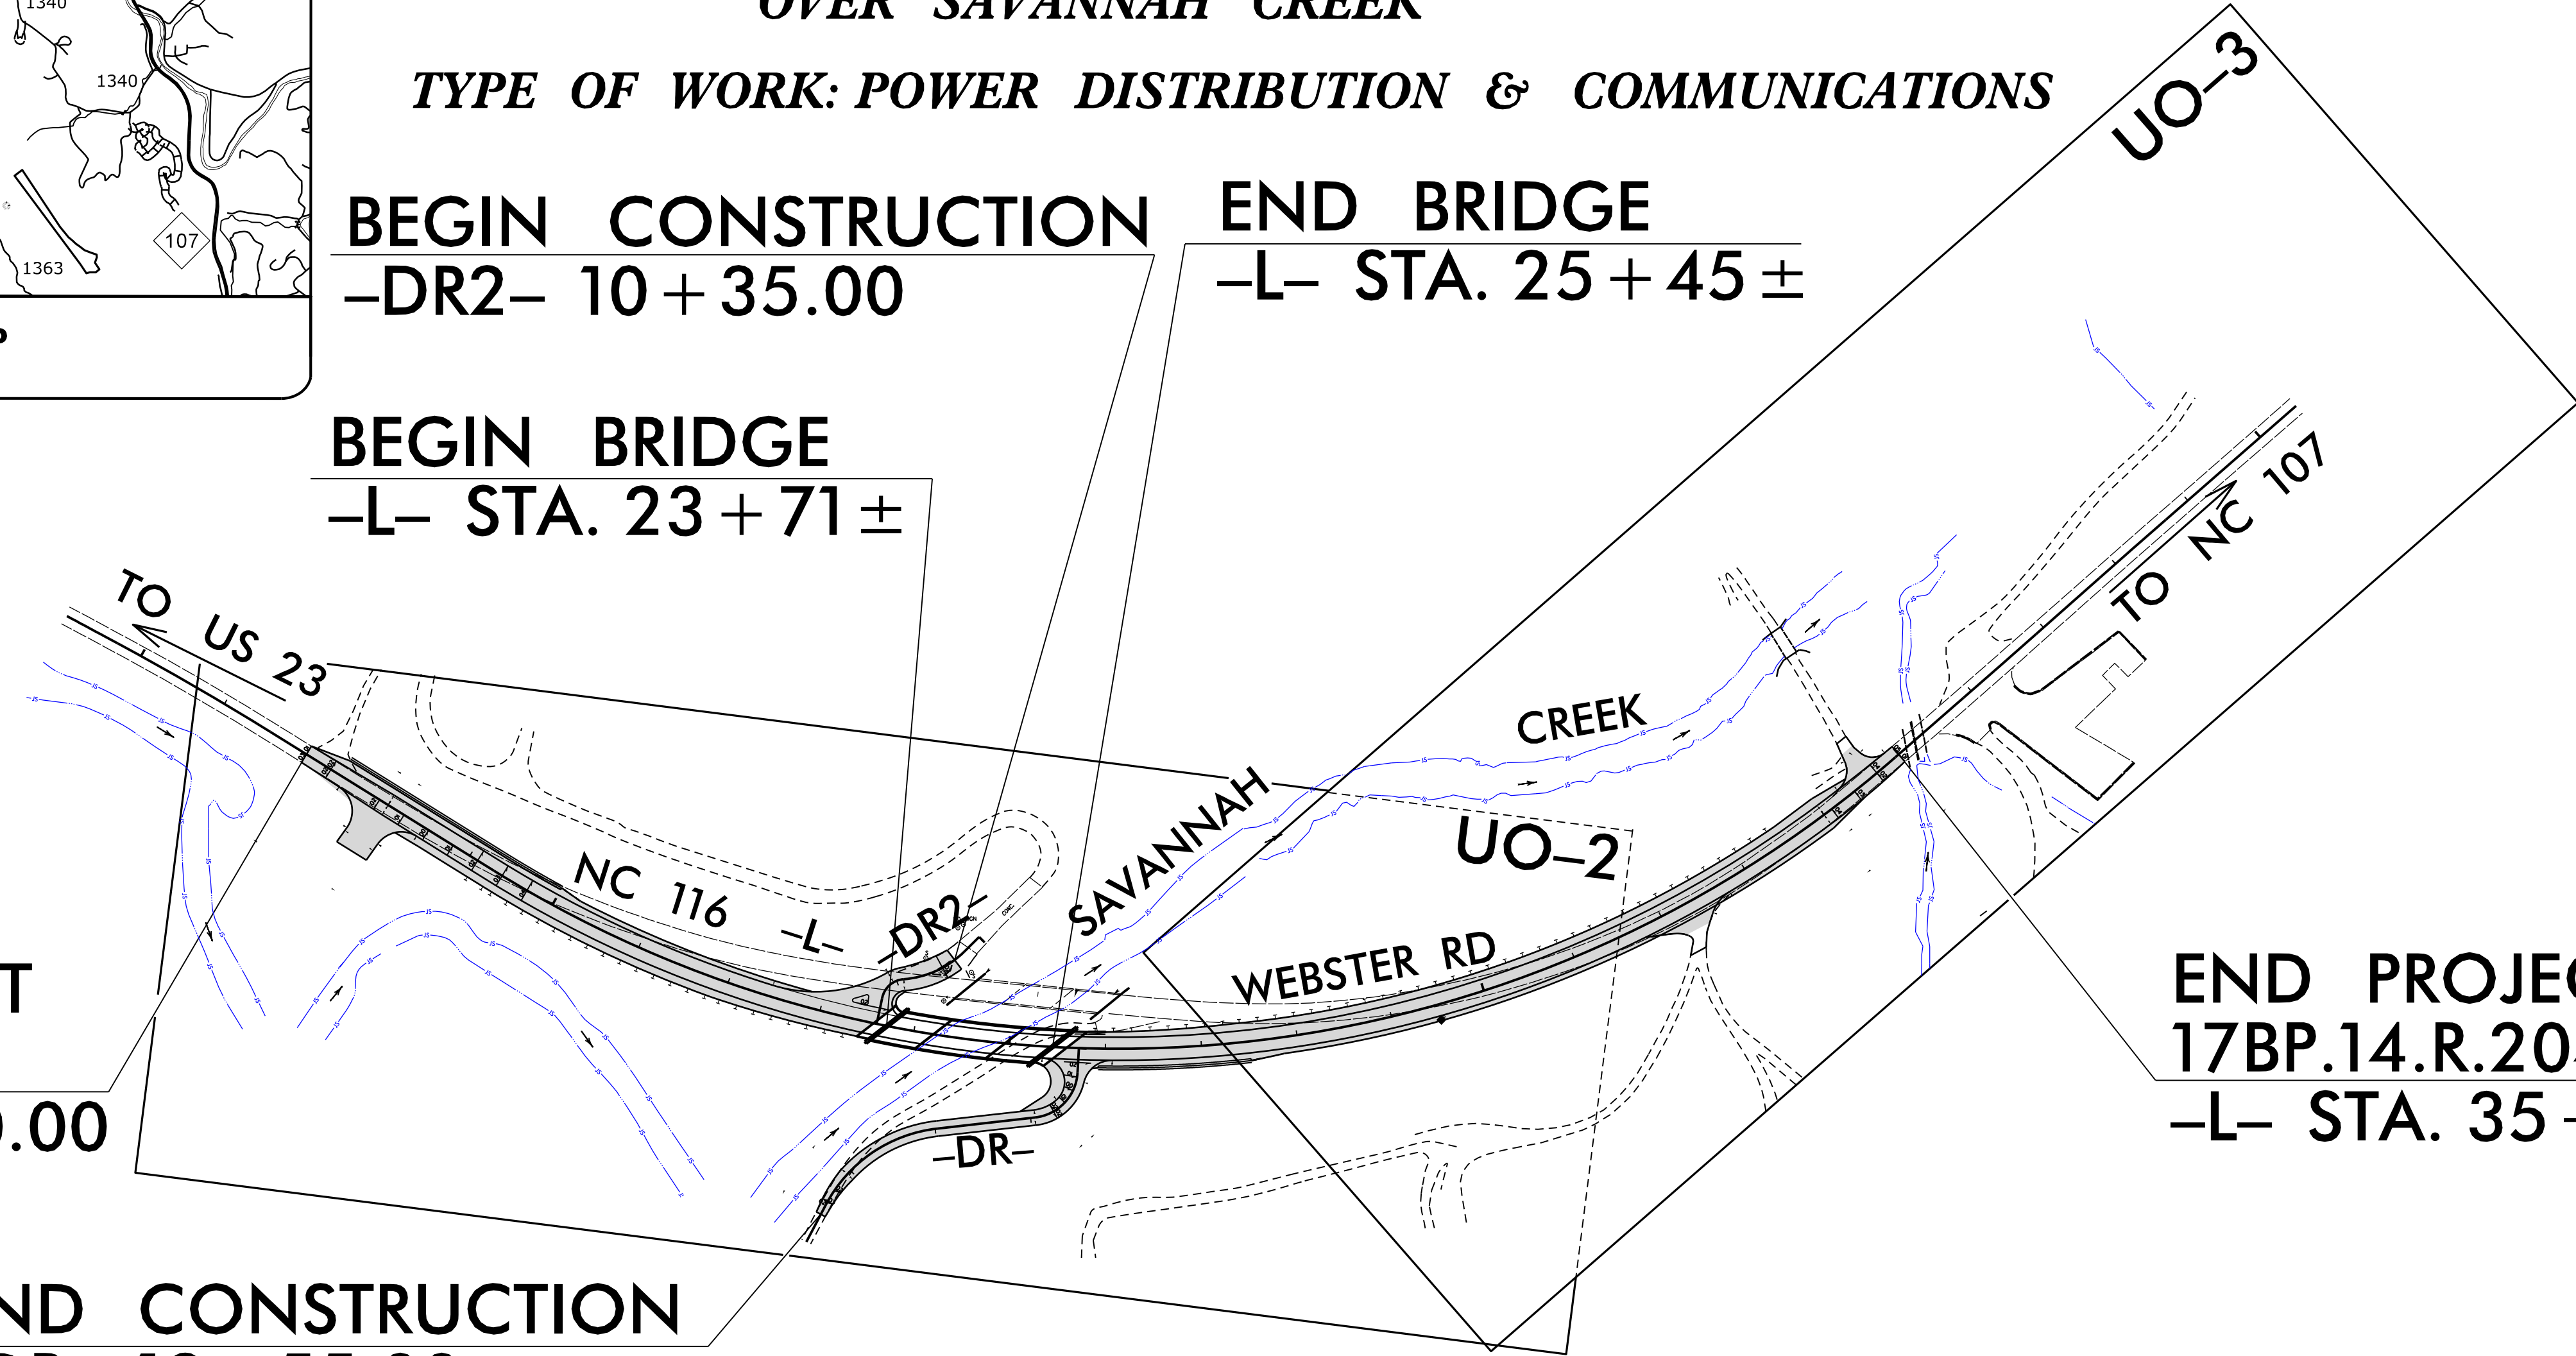 1340
1340
107
1363
OVER SAVANNAH CREEK
TYPE OF WORK: POWER DISTRIBUTION & COMMUNICATIONS
UO–3
BEGIN CONSTRUCTION
–DR2– 10+35.00
END BRIDGE
–L– STA. 25+45 ±
BEGIN BRIDGE
–L– STA. 23+71 ±
TO US 23
TO NC 107
CREEK
SAVANNAH
UO–2
NC 116
–L–
–DR2–
WEBSTER RD
–DR–
T
.00
END PROJEC
17BP.14.R.20
–L– STA. 35
ND CONSTRUCTION